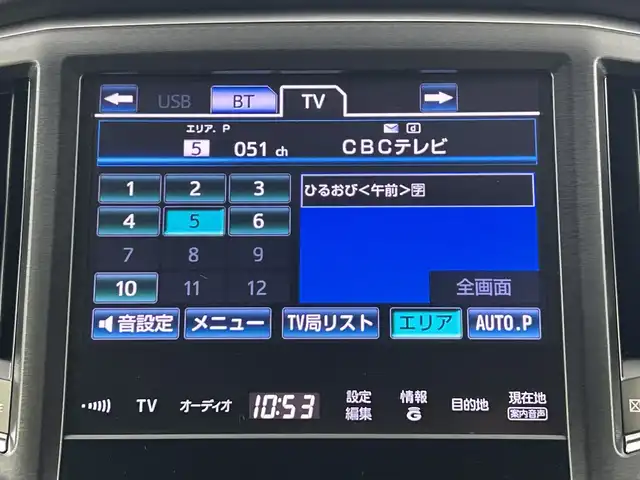 USB BT TV
エリア. P
5 051 ch CBCテレビ
1 2 3
ひるおび<午前>字
4 5 6
7 8 9
10 11 12
全画面
音設定 メニュー TV局リスト エリア AUTO.P
TV オーディオ 10:53 設定編集 情報G 目的地 現在地
案内音声